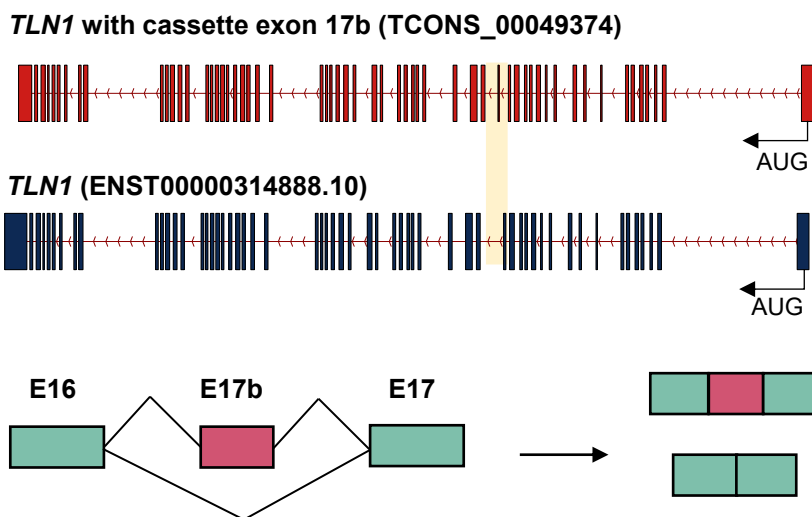 TLN1 with cassette exon 17b (TCONS_00049374)
AUG
TLN1 (ENST00000314888.10)
AUG
E16 E17b E17